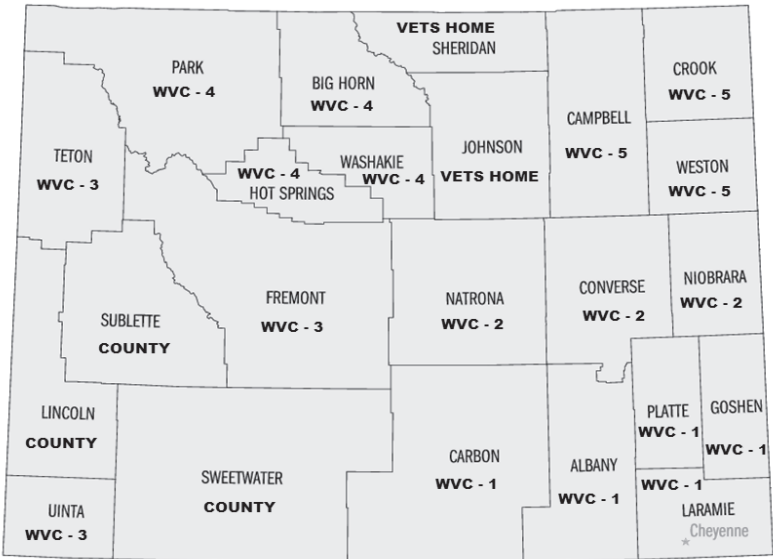 VETS HOME
SHERIDAN
PARK
WVC - 4
BIG HORN
WVC - 4
CROOK
WVC - 5
CAMPBELL
WVC - 5
TETON
WVC - 3
WVC - 4
HOT SPRINGS
WASHAKIE
WVC - 4
JOHNSON
VETS HOME
WESTON
WVC - 5
SUBLETTE
COUNTY
FREMONT
WVC - 3
NATRONA
WVC - 2
CONVERSE
WVC - 2
NIOBRARA
WVC - 2
LINCOLN
COUNTY
SWEETWATER
COUNTY
CARBON
WVC - 1
ALBANY
WVC - 1
PLATTE
WVC - 1
GOSHEN
WVC - 1
UINTA
WVC - 3
WVC - 1
LARAMIE
Cheyenne